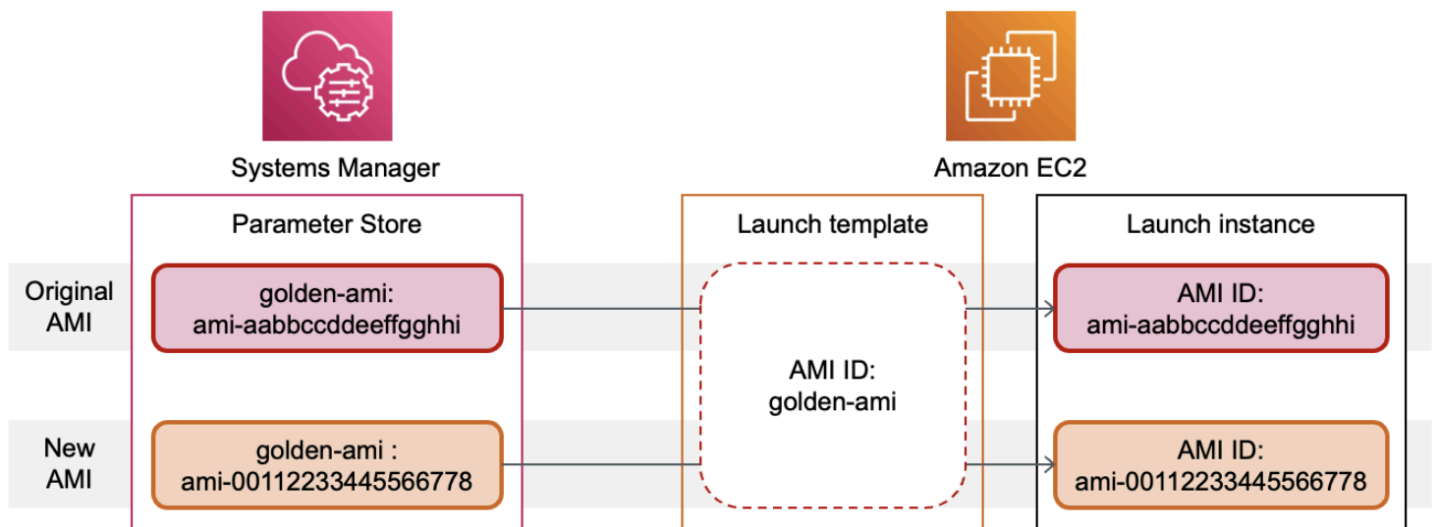 Systems Manager
Amazon EC2
Parameter Store
Launch template
Launch instance
Original
AMI
golden-ami:
ami-aabbccddeeffgghhi
AMI ID:
golden-ami
AMI ID:
ami-aabbccddeeffgghhi
New
AMI
golden-ami :
ami-00112233445566778
AMI ID:
ami-00112233445566778